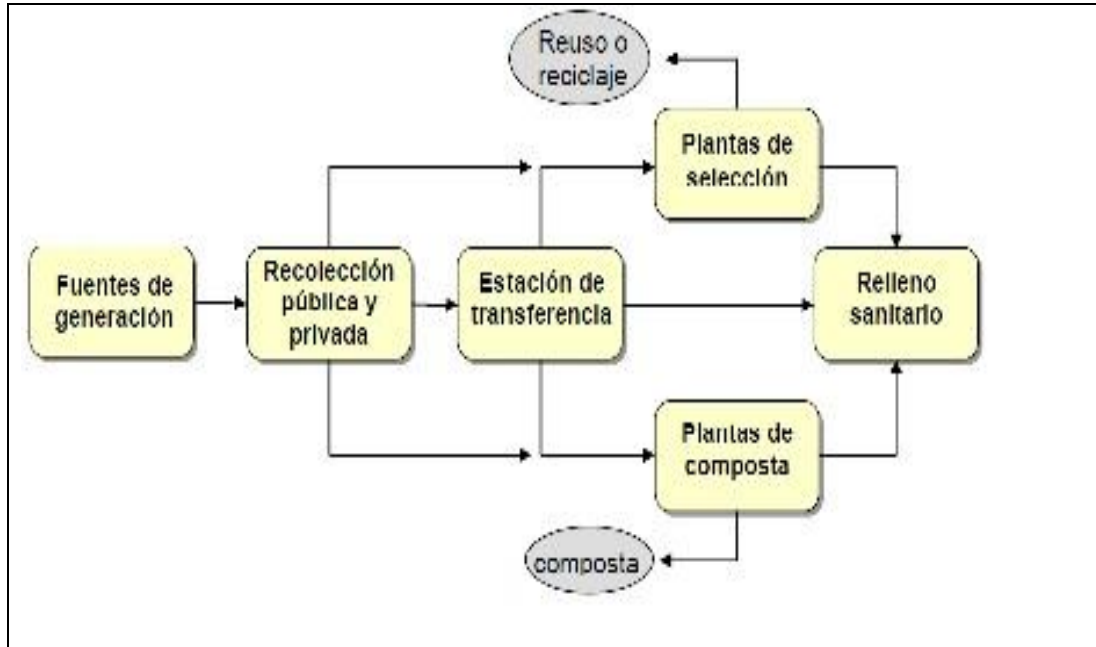 Reuso o
reciclaje
Plantas de
selección
Fuentes de
generación
Recolección
pública y
privada
Estación de
transferencia
Relleno
sanitario
Plantas de
composta
composta